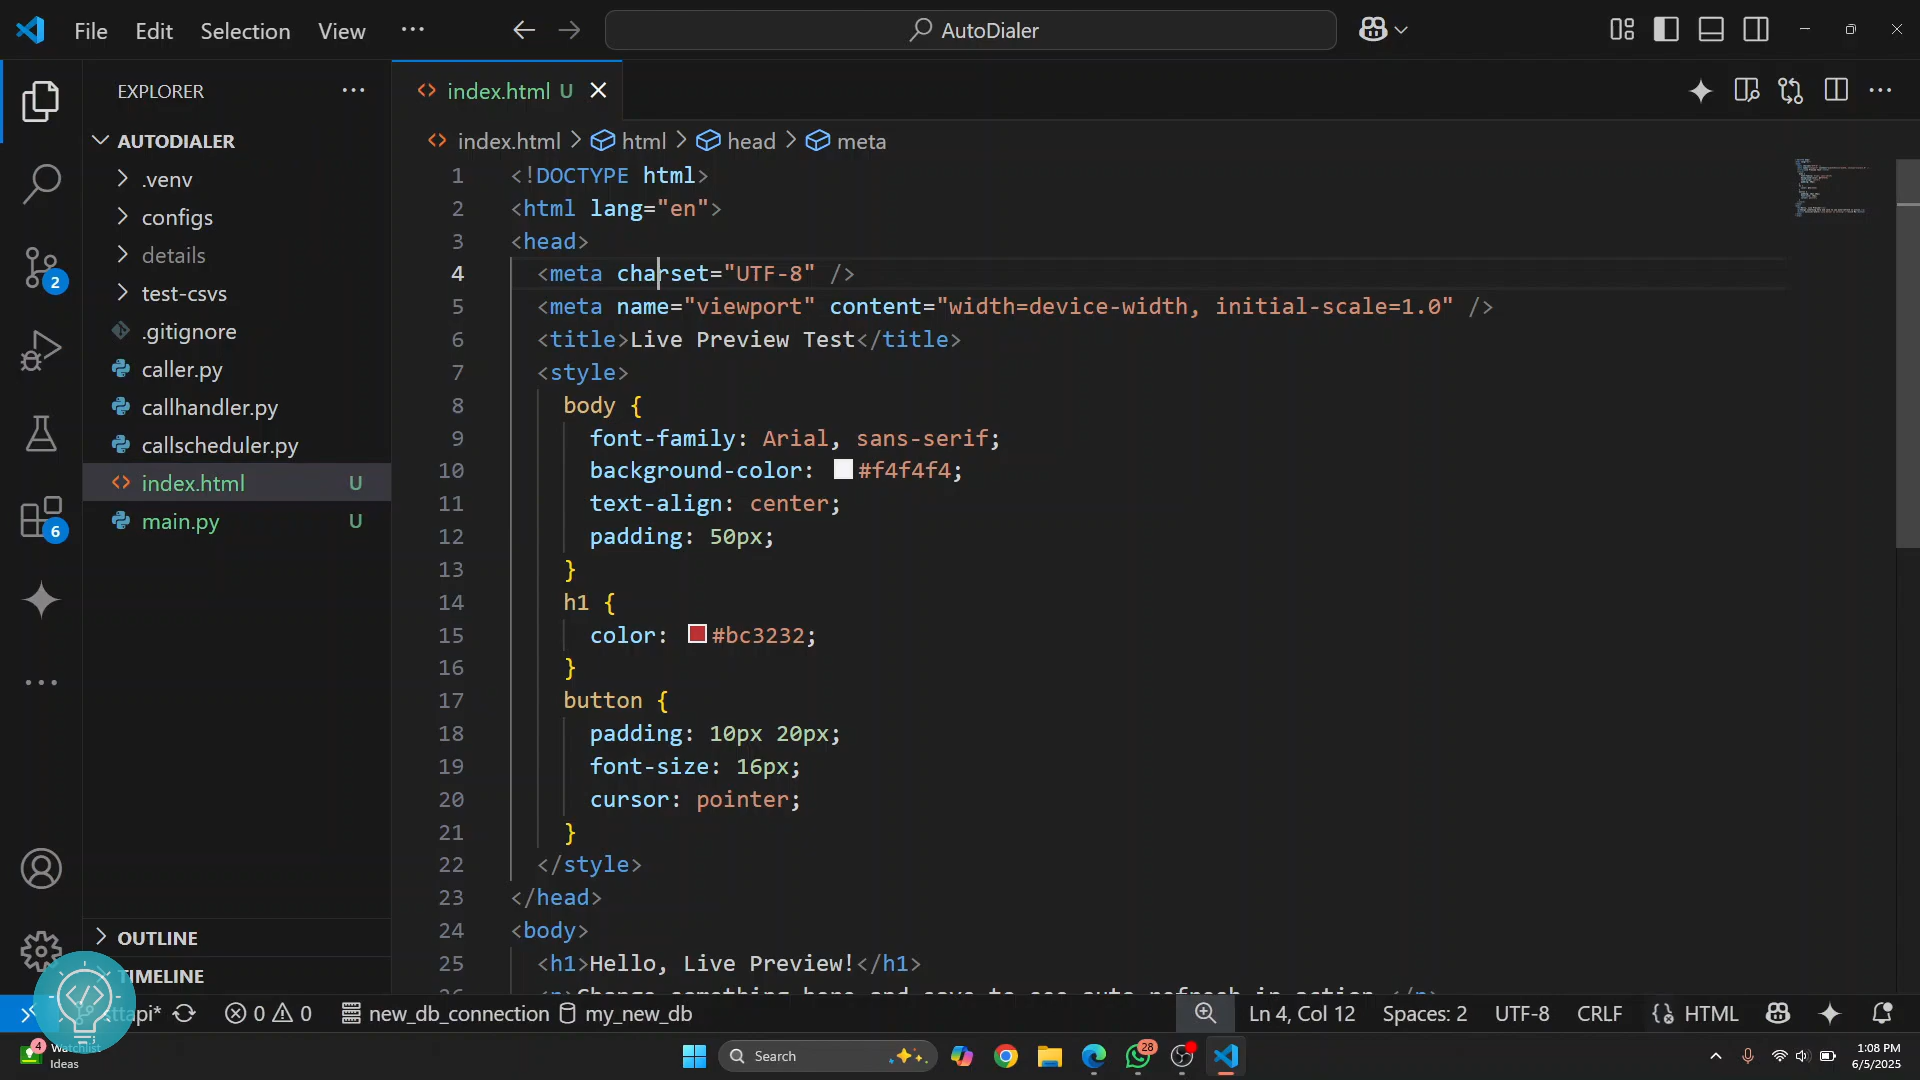 File Edit Selection View ··· AutoDialer
EXPLORER ···
index.html U
AUTODIALER
index.html > html > head > meta
.venv
configs
details
test-csvs
.gitignore
caller.py
callhandler.py
callscheduler.py
index.html U
main.py U
1 <!DOCTYPE html>
2 <html lang="en">
3 <head>
4 <meta charset="UTF-8" />
5 <meta name="viewport" content="width=device-width, initial-scale=1.0" />
6 <title>Live Preview Test</title>
7 <style>
8 body {
9 font-family: Arial, sans-serif;
10 background-color: #f4f4f4;
11 text-align: center;
12 padding: 50px;
13 }
14 h1 {
15 color: #bc3232;
16 }
17 button {
18 padding: 10px 20px;
19 font-size: 16px;
20 cursor: pointer;
21 }
22 </style>
23 </head>
24 <body>
25 <h1>Hello, Live Preview!</h1>
26 <p>Change something here and save to see auto-refresh in action.</p>
2
6
OUTLINE
TIMELINE
ttapi* 0 0 new_db_connection my_new_db Ln 4, Col 12 Spaces: 2 UTF-8 CRLF HTML
4
Watchlist
Ideas
Search
28
1:08 PM
6/5/2025